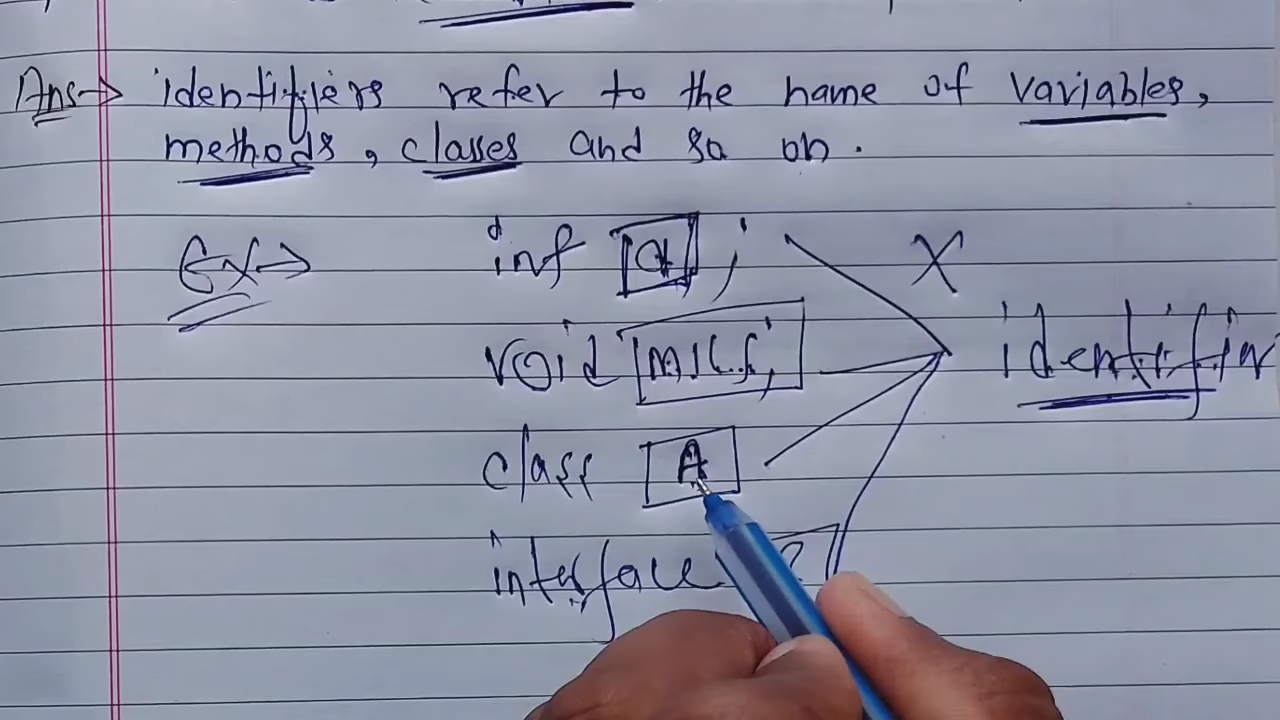 Ans→ identifiers refer to the name of variables,
methods, classes and so on.
Ex→ int a; X
void m1();
identifier
class A
interface